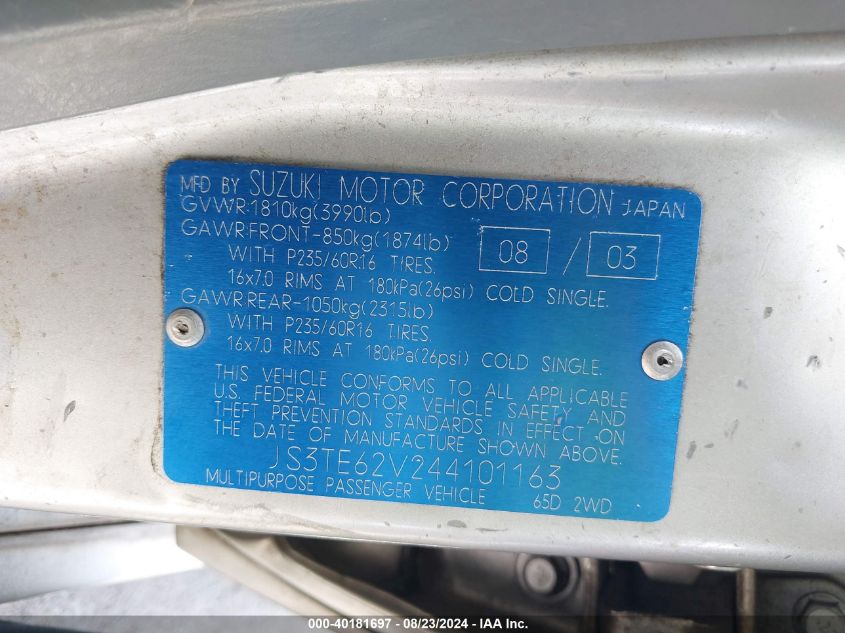 MFD BY SUZUKI MOTOR CORPORATION JAPAN
GVWR:1810kg(3990lb)
GAWR:FRONT-850kg(1874lb) 08 / 03
WITH P235/60R16 TIRES.
16x7.0 RIMS AT 180kPa(26psi) COLD SINGLE.
GAWR:REAR-1050kg(2315lb)
WITH P235/60R16 TIRES.
16x7.0 RIMS AT 180kPa(26psi) COLD SINGLE.
THIS VEHICLE CONFORMS TO ALL APPLICABLE
U.S. FEDERAL MOTOR VEHICLE SAFETY, AND
THEFT PREVENTION STANDARDS IN EFFECT ON
THE DATE OF MANUFACTURE SHOWN ABOVE.
JS3TE62V244101163
MULTIPURPOSE PASSENGER VEHICLE 65D 2WD
000-40181697 - 08/23/2024 - IAA Inc.